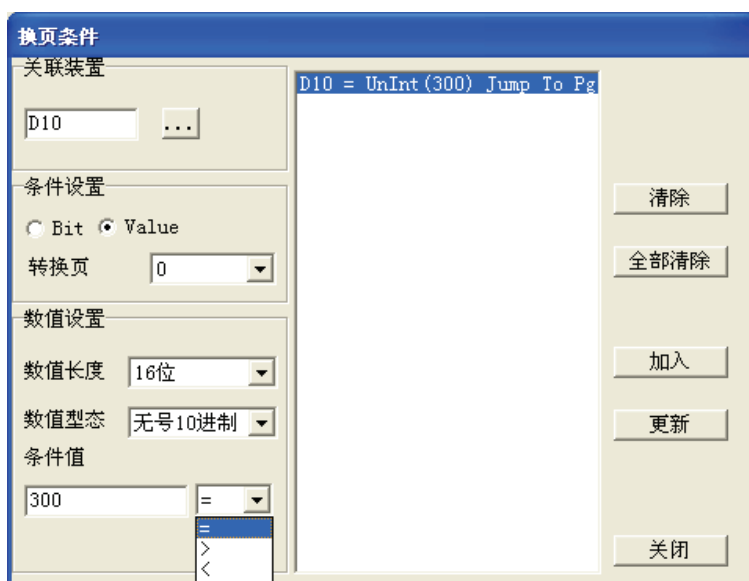 换页条件
关联装置
D10
...
条件设置
Bit
Value
转换页
0
数值设置
数值长度
16位
数值型态
无号10进制
条件值
300
=
=
>
<
D10 = UnInt(300) Jump To Pg
清除
全部清除
加入
更新
关闭